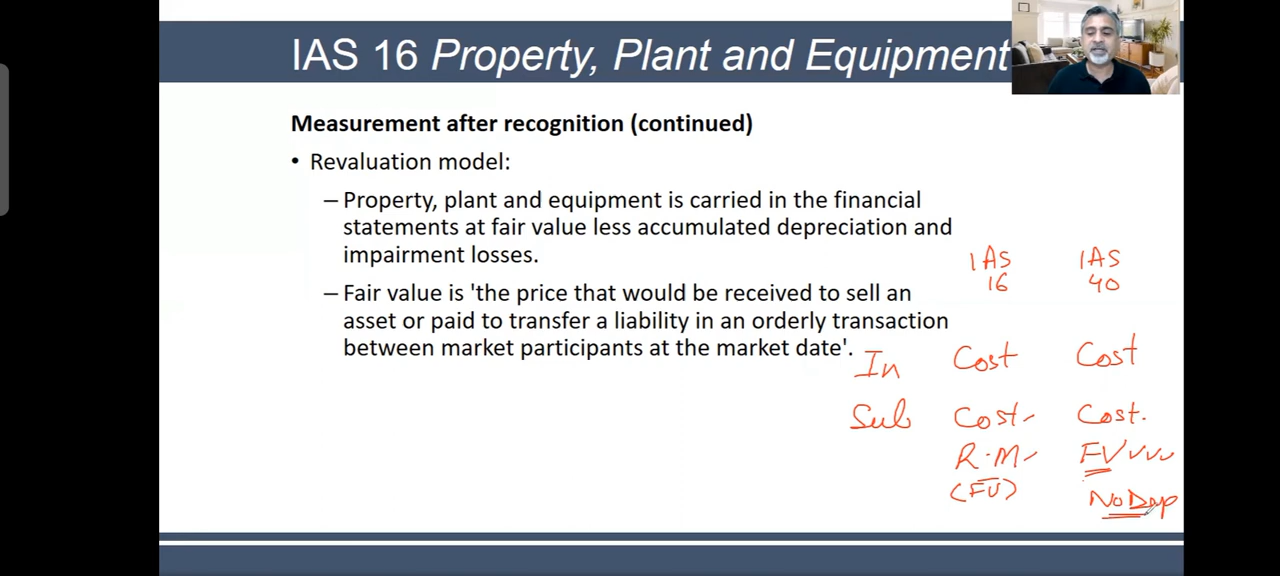 IAS 16 Property, Plant and Equipment
Measurement after recognition (continued)
• Revaluation model:
– Property, plant and equipment is carried in the financial
statements at fair value less accumulated depreciation and
impairment losses.
– Fair value is 'the price that would be received to sell an
asset or paid to transfer a liability in an orderly transaction
between market participants at the market date'.
IAS IAS
16 40
In Cost Cost
Sub Cost Cost.
R.M FV
(FV) No Dep